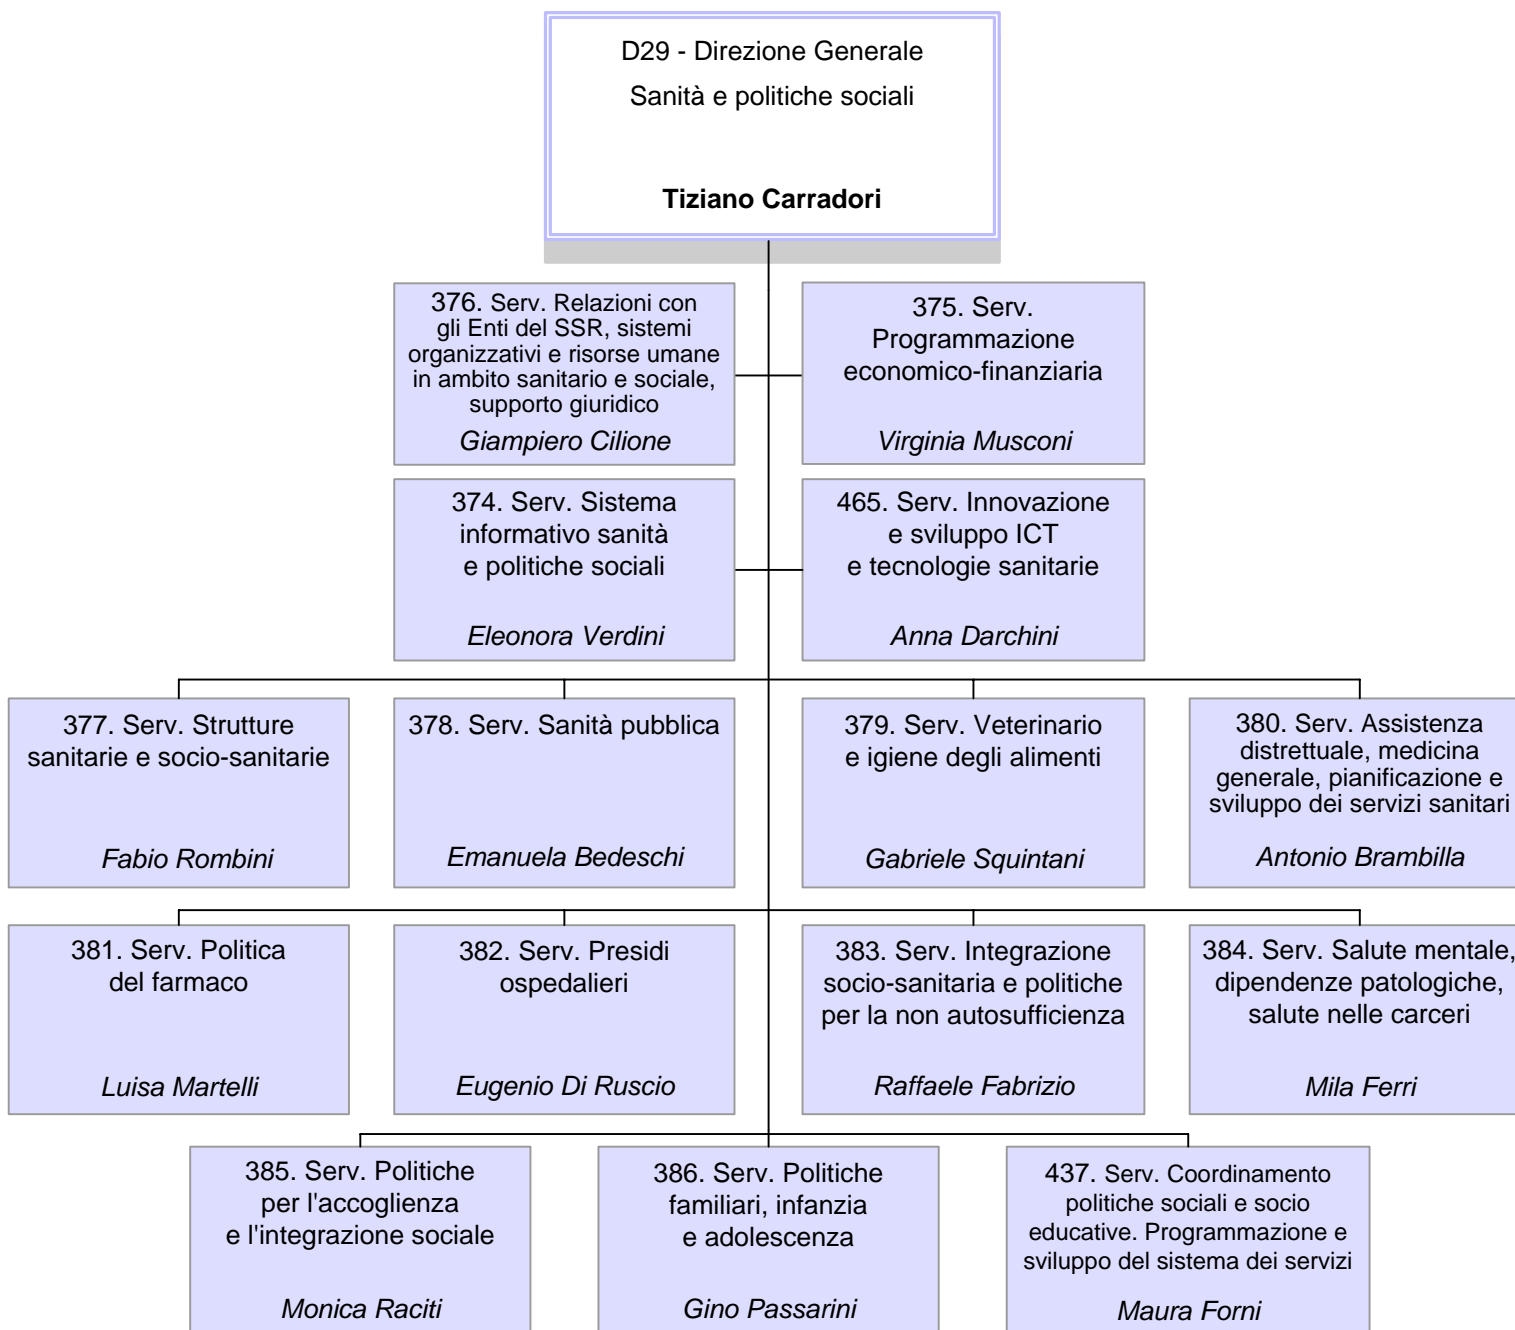 D29 - Direzione Generale
Sanità e politiche sociali
Tiziano Carradori
376. Serv. Relazioni con
gli Enti del SSR, sistemi
organizzativi e risorse umane
in ambito sanitario e sociale,
supporto giuridico
Giampiero Cilione
375. Serv.
Programmazione
economico-finanziaria
Virginia Musconi
374. Serv. Sistema
informativo sanità
e politiche sociali
Eleonora Verdini
465. Serv. Innovazione
e sviluppo ICT
e tecnologie sanitarie
Anna Darchini
377. Serv. Strutture
sanitarie e socio-sanitarie
Fabio Rombini
378. Serv. Sanità pubblica
Emanuela Bedeschi
379. Serv. Veterinario
e igiene degli alimenti
Gabriele Squintani
380. Serv. Assistenza
distrettuale, medicina
generale, pianificazione e
sviluppo dei servizi sanitari
Antonio Brambilla
381. Serv. Politica
del farmaco
Luisa Martelli
382. Serv. Presidi
ospedalieri
Eugenio Di Ruscio
383. Serv. Integrazione
socio-sanitaria e politiche
per la non autosufficienza
Raffaele Fabrizio
384. Serv. Salute mentale,
dipendenze patologiche,
salute nelle carceri
Mila Ferri
385. Serv. Politiche
per l'accoglienza
e l'integrazione sociale
Monica Raciti
386. Serv. Politiche
familiari, infanzia
e adolescenza
Gino Passarini
437. Serv. Coordinamento
politiche sociali e socio
educative. Programmazione e
sviluppo del sistema dei servizi
Maura Forni